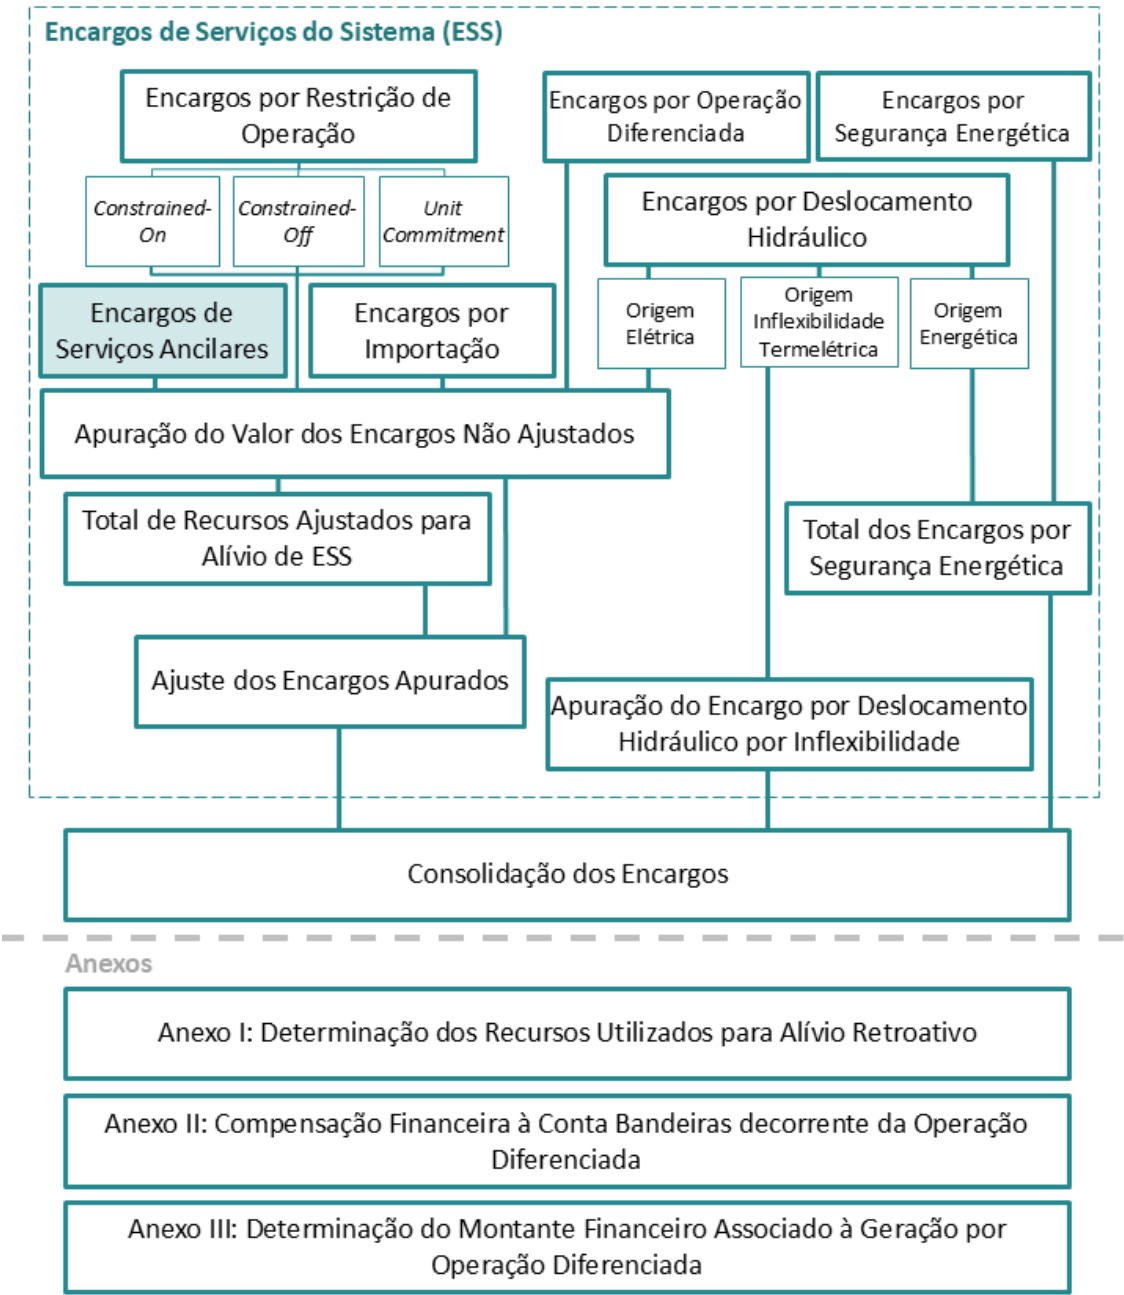 Encargos de Serviços do Sistema (ESS)
Encargos por Restrição de
Operação
Encargos por Operação
Diferenciada
Encargos por
Segurança Energética
Constrained-
On
Constrained-
Off
Unit
Commitment
Encargos por Deslocamento
Hidráulico
Encargos de
Serviços Ancilares
Encargos por
Importação
Origem
Elétrica
Origem
Inflexibilidade
Termelétrica
Origem
Energética
Apuração do Valor dos Encargos Não Ajustados
Total de Recursos Ajustados para
Alívio de ESS
Total dos Encargos por
Segurança Energética
Ajuste dos Encargos Apurados
Apuração do Encargo por Deslocamento
Hidráulico por Inflexibilidade
Consolidação dos Encargos
Anexos
Anexo I: Determinação dos Recursos Utilizados para Alívio Retroativo
Anexo II: Compensação Financeira à Conta Bandeiras decorrente da Operação
Diferenciada
Anexo III: Determinação do Montante Financeiro Associado à Geração por
Operação Diferenciada